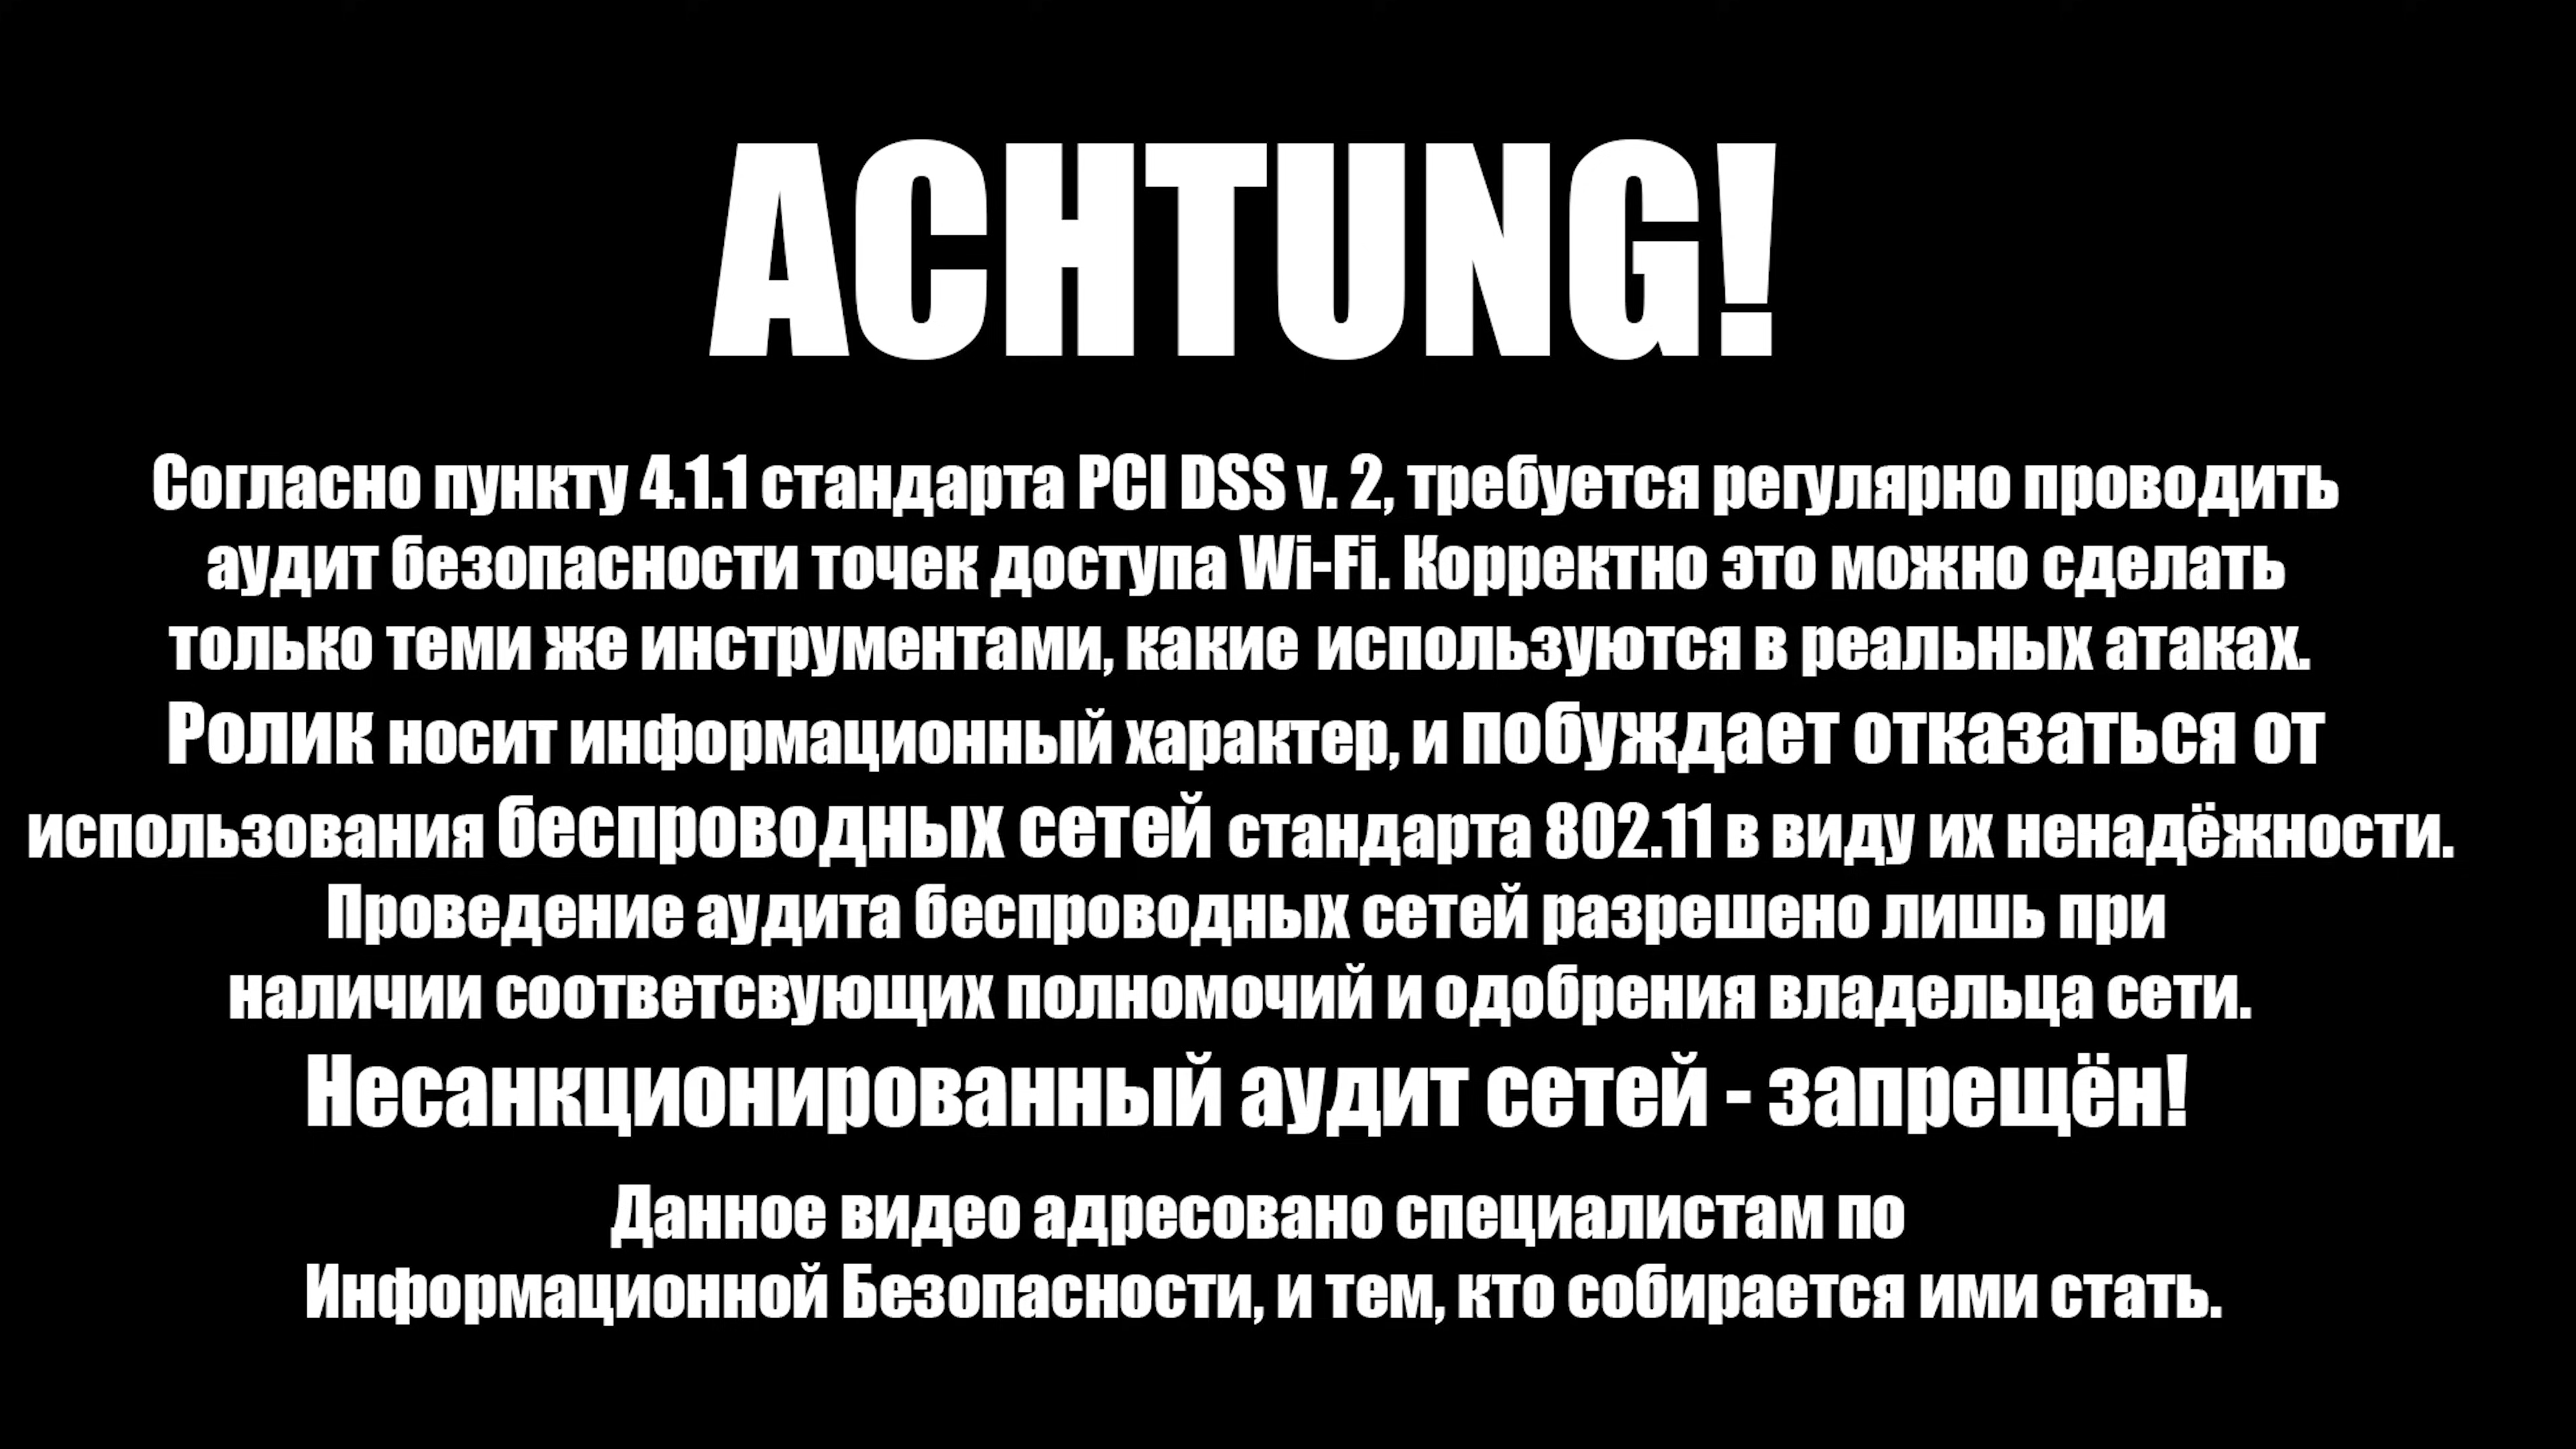 ACHTUNG!
Согласно пункту 4.1.1 стандарта PCI DSS v. 2, требуется регулярно проводить
аудит безопасности точек доступа Wi-Fi. Корректно это можно сделать
только теми же инструментами, какие используются в реальных атаках.
Ролик носит информационный характер, и побуждает отказаться от
использования беспроводных сетей стандарта 802.11 в виду их ненадёжности.
Проведение аудита беспроводных сетей разрешено лишь при
наличии соответсвующих полномочий и одобрения владельца сети.
Несанкционированный аудит сетей - запрещён!
Данное видео адресовано специалистам по
Информационной Безопасности, и тем, кто собирается ими стать.